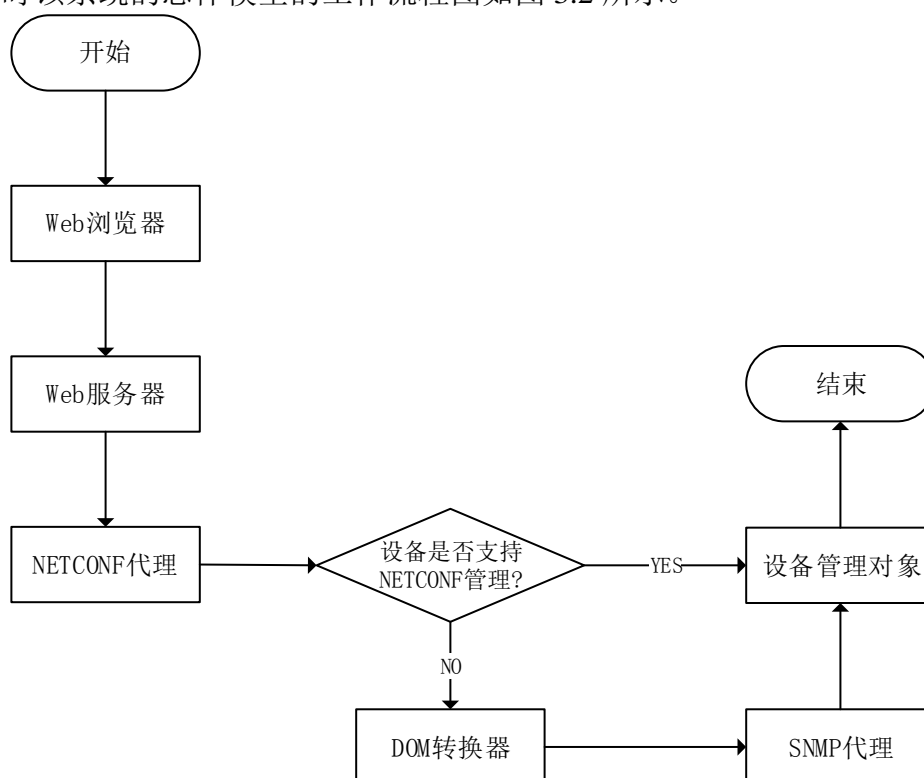 开始
Web浏览器
Web服务器
结束
NETCONF代理
设备是否支持
NETCONF管理?
YES
设备管理对象
NO
DOM转换器
SNMP代理